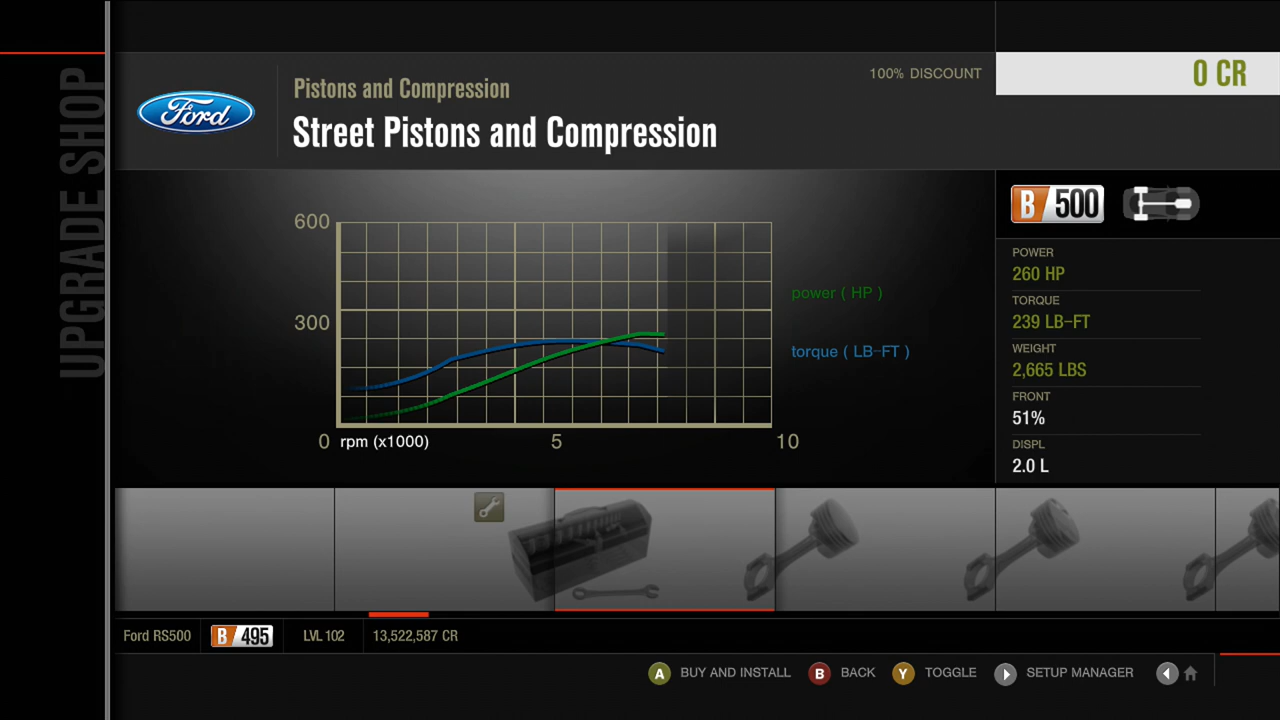 UPGRADE SHOP
Ford
Pistons and Compression
Street Pistons and Compression
100% DISCOUNT
0 CR
B 500
600
300
0
rpm (x1000)
5
10
power ( HP )
torque ( LB-FT )
POWER
260 HP
TORQUE
239 LB-FT
WEIGHT
2,665 LBS
FRONT
51%
DISPL
2.0 L
Ford RS500
B 495
LVL 102
13,522,587 CR
A BUY AND INSTALL
B BACK
Y TOGGLE
SETUP MANAGER